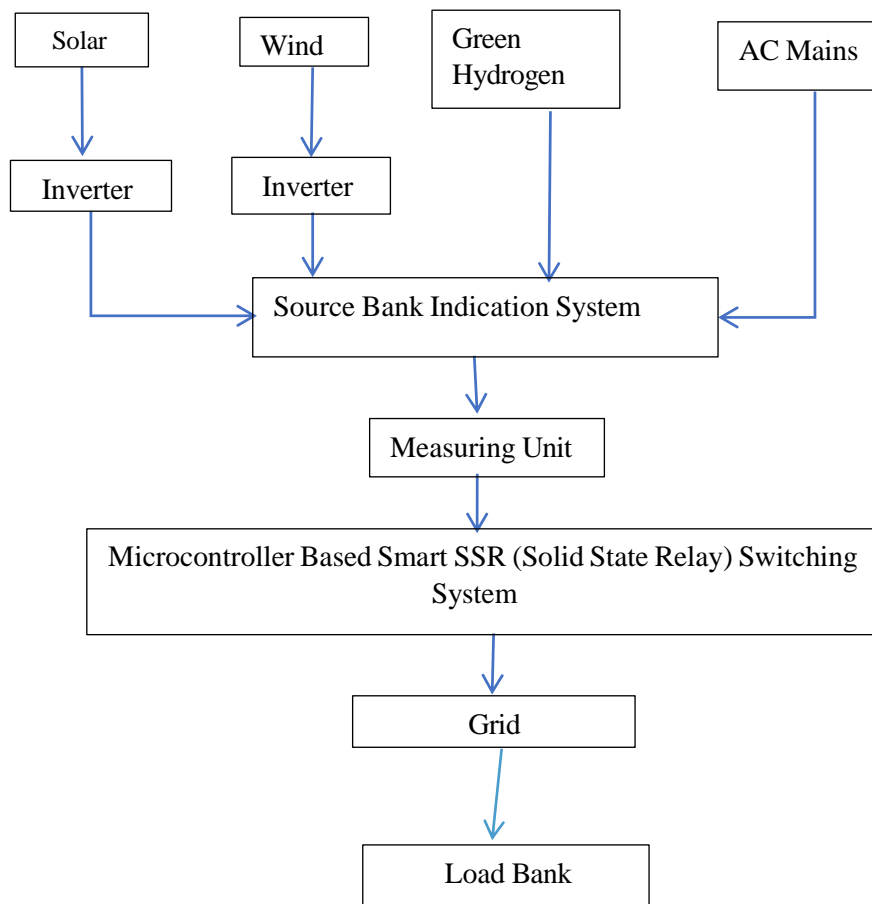 Solar
Wind
Green
Hydrogen
AC Mains
Inverter
Inverter
Source Bank Indication System
Measuring Unit
Microcontroller Based Smart SSR (Solid State Relay) Switching
System
Grid
Load Bank